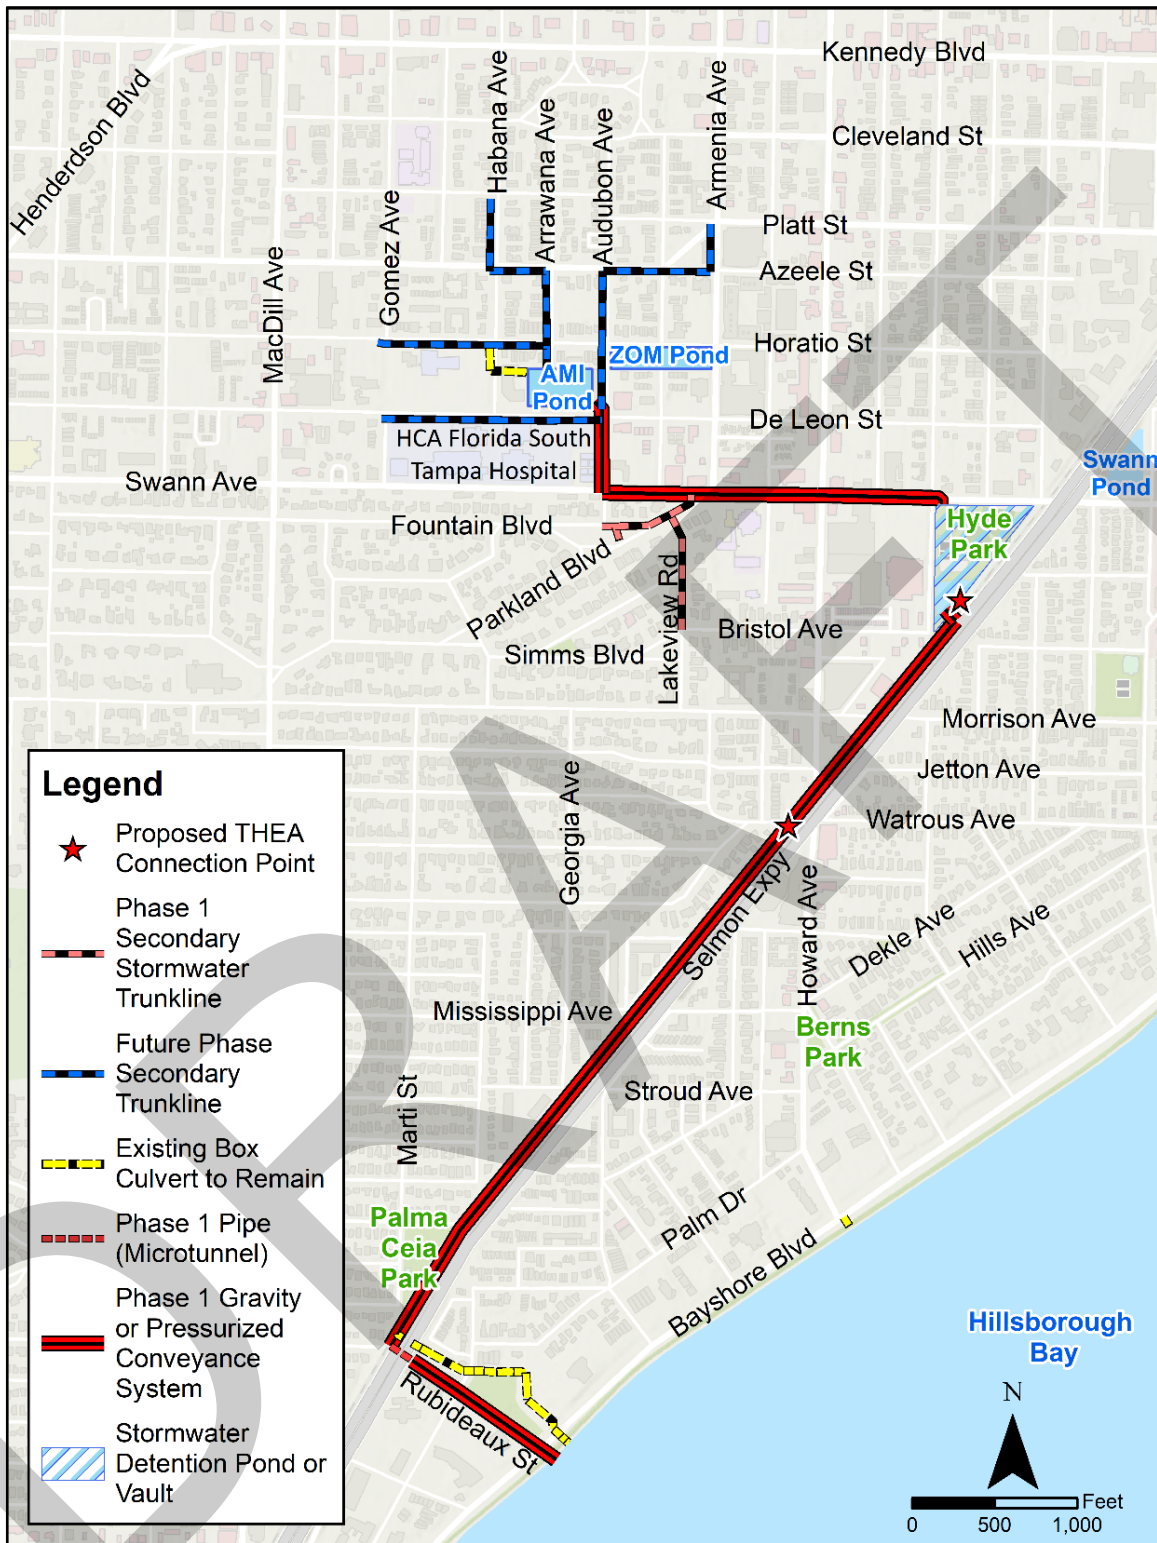 Kennedy Blvd
Henderdson Blvd
Habana Ave
Arrawana Ave
Audubon Ave
Armenia Ave
Cleveland St
Gomez Ave
MacDill Ave
Platt St
Azeele St
Horatio St
ZOM Pond
AMI
Pond
De Leon St
HCA Florida South
Tampa Hospital
Swann Ave
Swann
Pond
Fountain Blvd
Hyde
Park
Parkland Blvd
Lakeview Rd
Bristol Ave
Simms Blvd
Morrison Ave
Jetton Ave
Watrous Ave
Georgia Ave
Selmon Expy
Howard Ave
Dekle Ave
Hills Ave
Mississippi Ave
Berns
Park
Stroud Ave
Marti St
Palm Dr
Palma
Ceia
Park
Bayshore Blvd
Rubideaux St
Hillsborough
Bay
DRAFT
Legend
Proposed THEA
Connection Point
Phase 1
Secondary
Stormwater
Trunkline
Future Phase
Secondary
Trunkline
Existing Box
Culvert to Remain
Phase 1 Pipe
(Microtunnel)
Phase 1 Gravity
or Pressurized
Conveyance
System
Stormwater
Detention Pond or
Vault
N
Feet
0 500 1,000